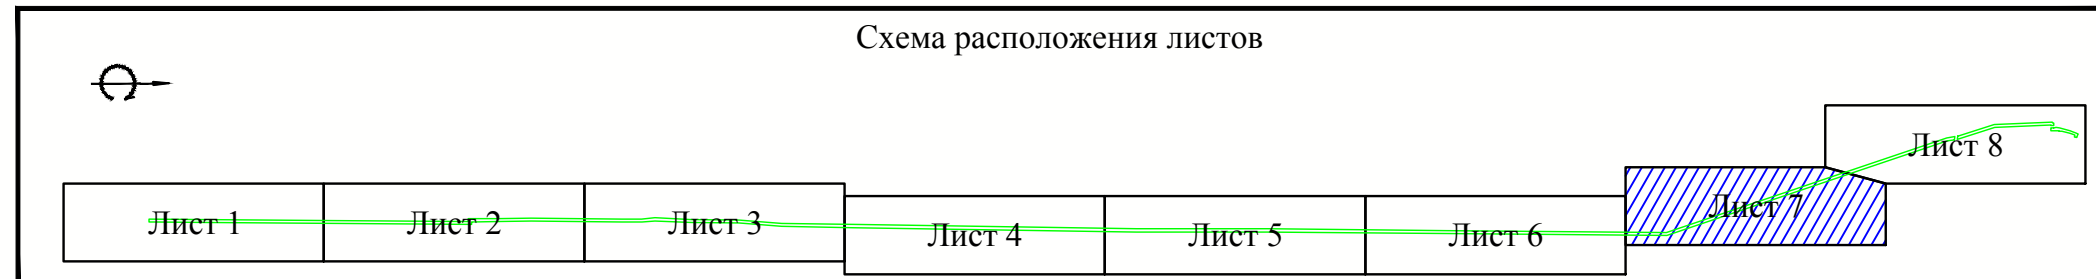 Схема расположения листов
Лист 1
Лист 2
Лист 3
Лист 4
Лист 5
Лист 6
Лист 7
Лист 8